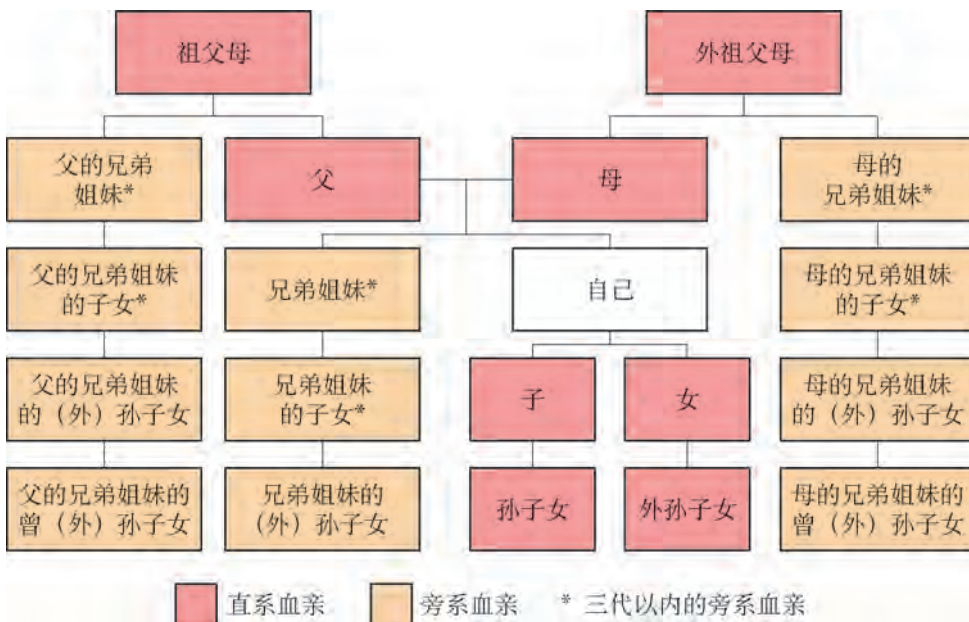 祖父母
外祖父母
父的兄弟
姐妹*
父
母
母的
兄弟姐妹*
父的兄弟姐妹
的子女*
兄弟姐妹*
自己
母的兄弟姐妹
的子女*
父的兄弟姐妹
的（外）孙子女
兄弟姐妹
的子女*
子
女
母的兄弟姐妹
的（外）孙子女
父的兄弟姐妹的
曾（外）孙子女
兄弟姐妹的
（外）孙子女
孙子女
外孙子女
母的兄弟姐妹的
曾（外）孙子女
直系血亲
旁系血亲
* 三代以内的旁系血亲